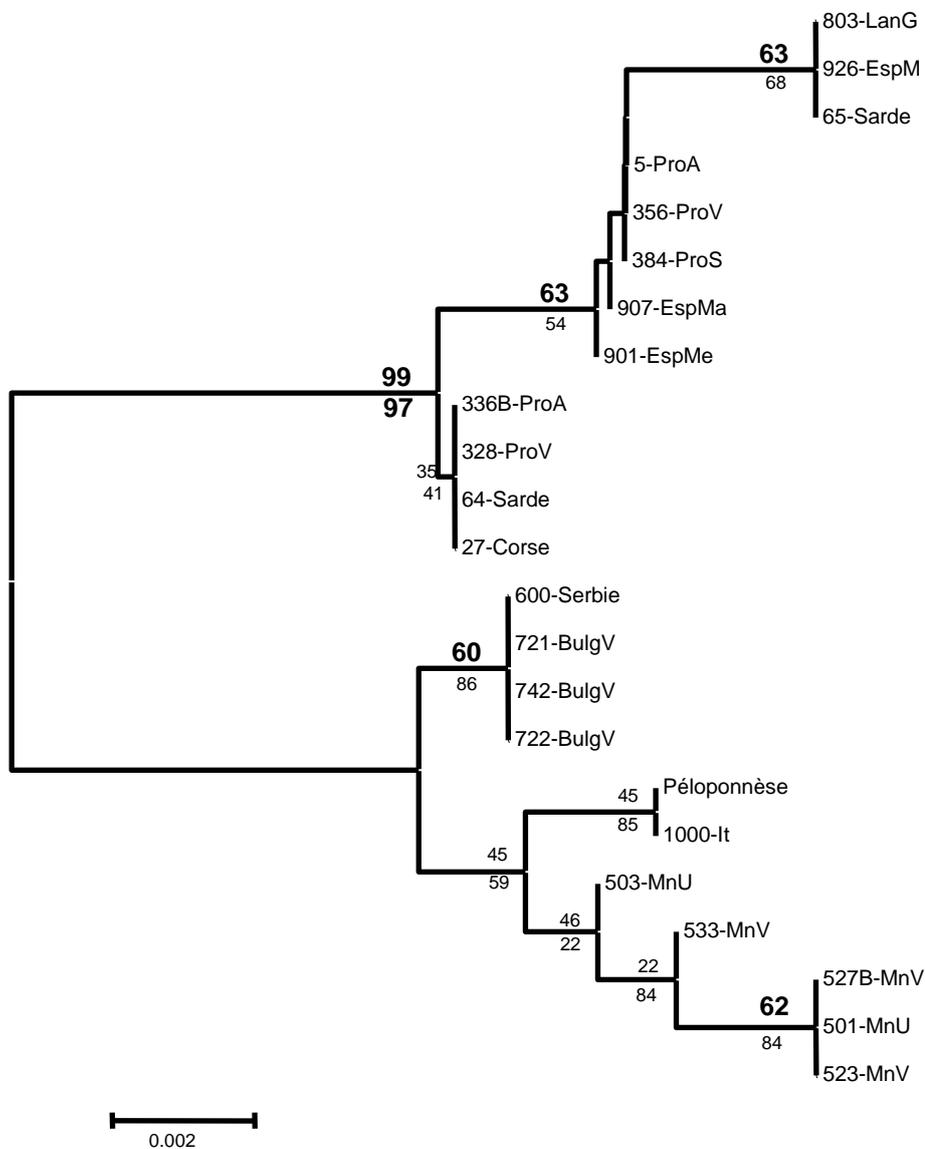 803-LanG
63
926-EspM
68
65-Sarde
5-ProA
356-ProV
384-ProS
63
907-EspMa
54
901-EspMe
99
336B-ProA
97
328-ProV
35
41
64-Sarde
27-Corse
600-Serbie
721-BulgV
60
86
742-BulgV
722-BulgV
Péloponnèse
45
85
1000-It
45
59
503-MnU
46
22
533-MnV
22
84
527B-MnV
62
501-MnU
84
523-MnV
0.002